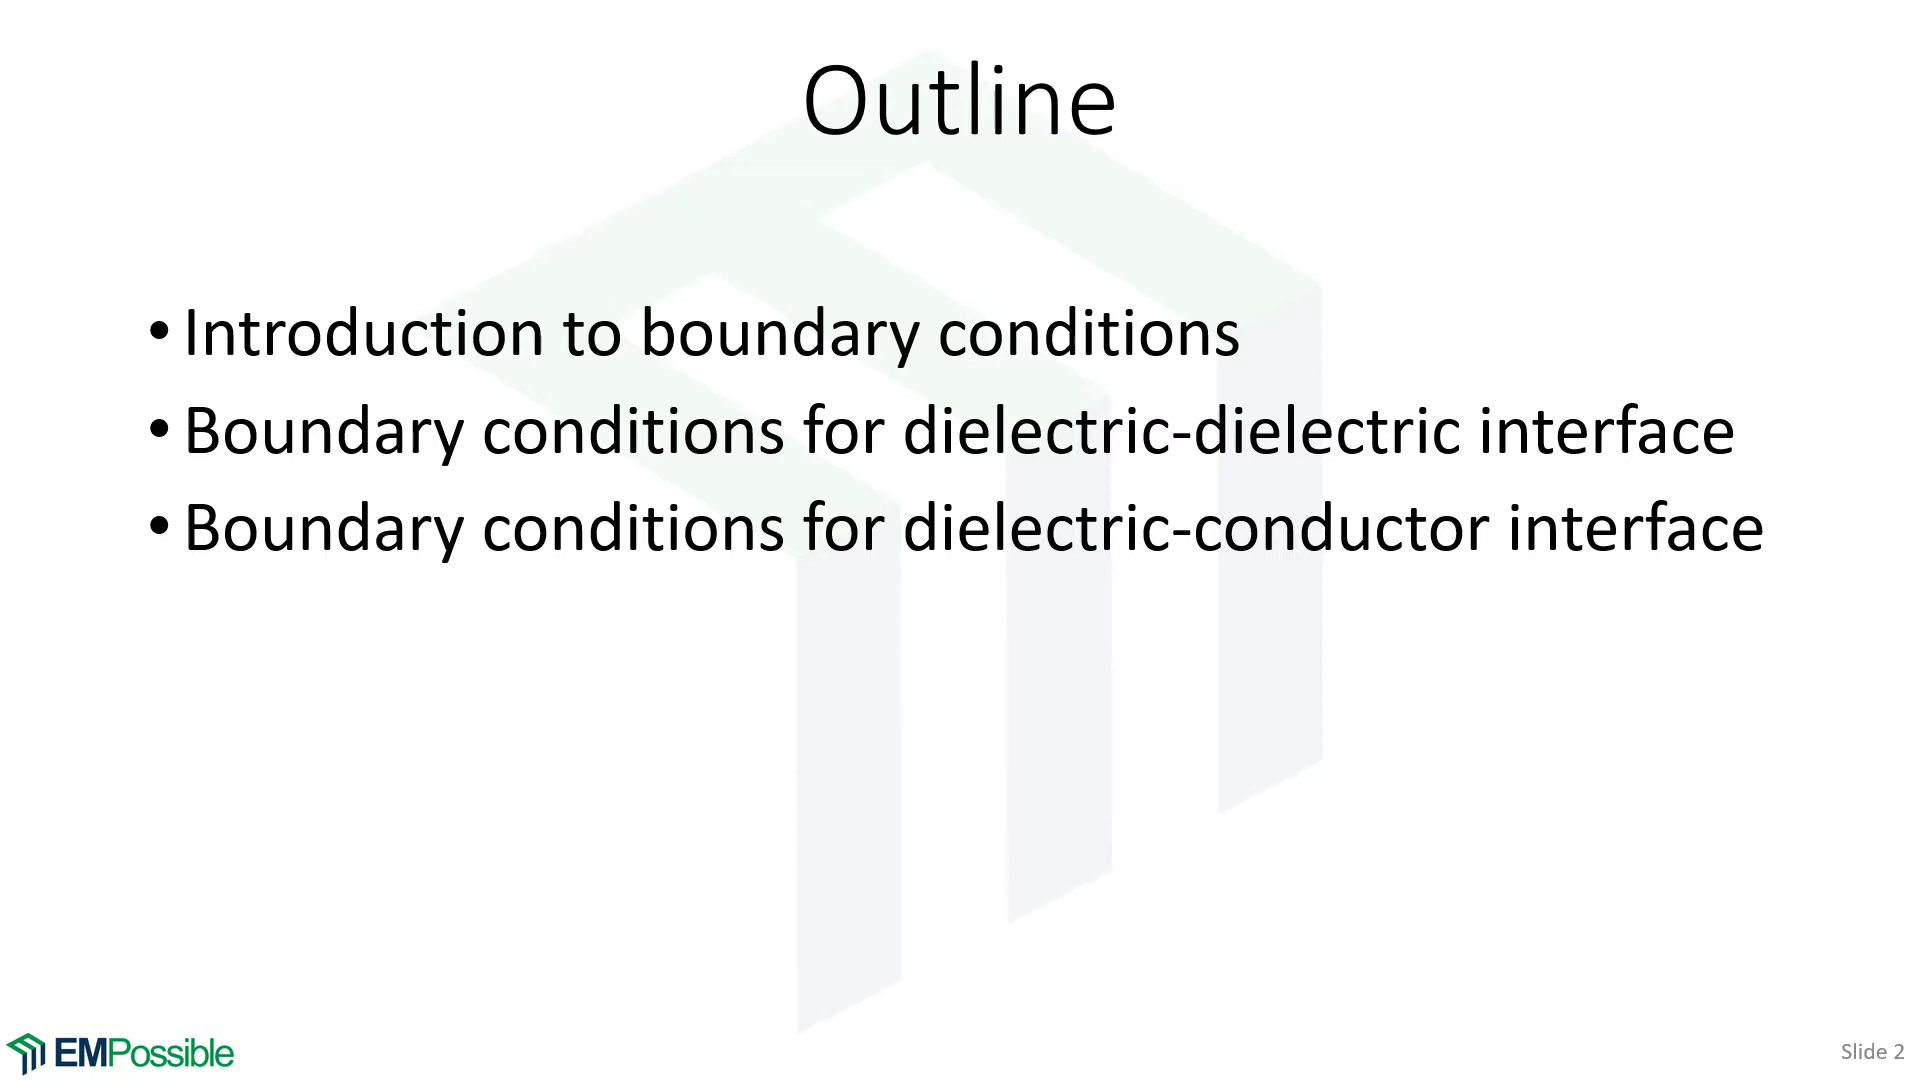 Outline
• Introduction to boundary conditions
• Boundary conditions for dielectric-dielectric interface
• Boundary conditions for dielectric-conductor interface
EMPossible
Slide 2